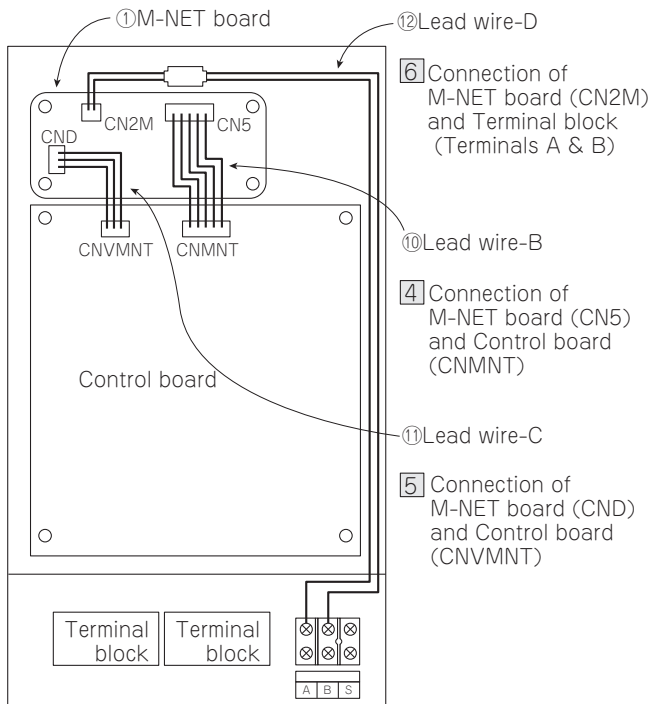 ①M-NET board
⑫Lead wire-D
6 Connection of
M-NET board (CN2M)
and Terminal block
(Terminals A & B)
CN2M
CN5
CND
CNVMNT
CNMNT
⑩Lead wire-B
4 Connection of
M-NET board (CN5)
and Control board
(CNMNT)
Control board
⑪Lead wire-C
5 Connection of
M-NET board (CND)
and Control board
(CNVMNT)
Terminal
block
Terminal
block
A B S